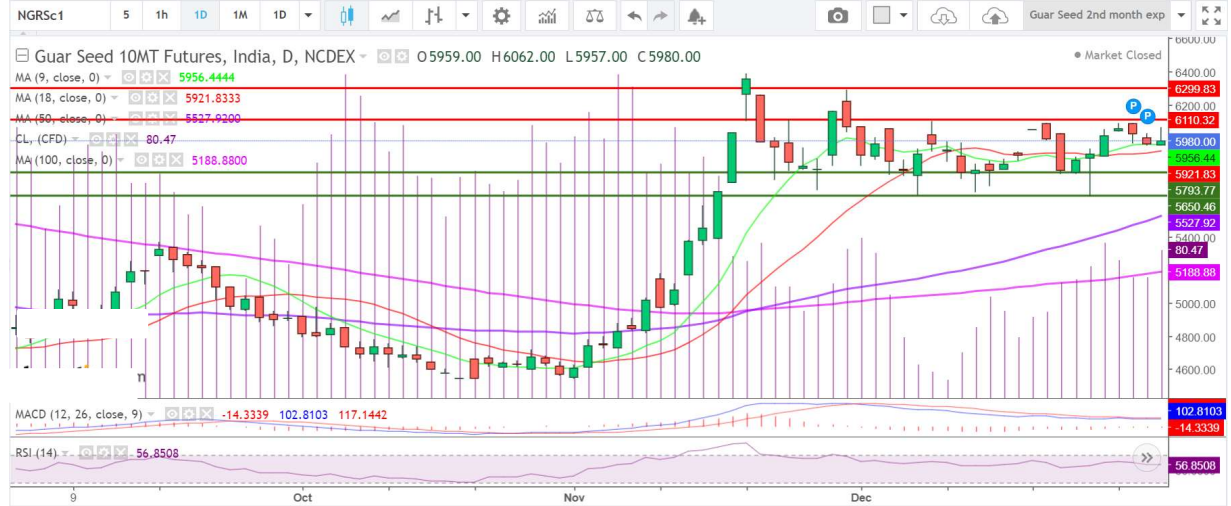 NGRSc1 5 1h 1D 1M 1D Guar Seed 2nd month exp
Guar Seed 10MT Futures, India, D, NCDEX O5959.00 H6062.00 L5957.00 C5980.00
Market Closed
MA (9, close, 0) 5956.4444
MA (18, close, 0) 5921.8333
MA (50, close, 0) 5527.9200
CL, (CFD) 80.47
MA (100, close, 0) 5188.8800
P
P
6600.00
6400.00
6299.83
6200.00
6110.32
5980.00
5956.44
5921.83
5793.77
5650.46
5527.92
5400.00
80.47
5188.88
5000.00
4800.00
4600.00
MACD (12, 26, close, 9) -14.3339 102.8103 117.1442
102.8103
-14.3339
RSI (14) 56.8508
56.8508
9 Oct Nov Dec